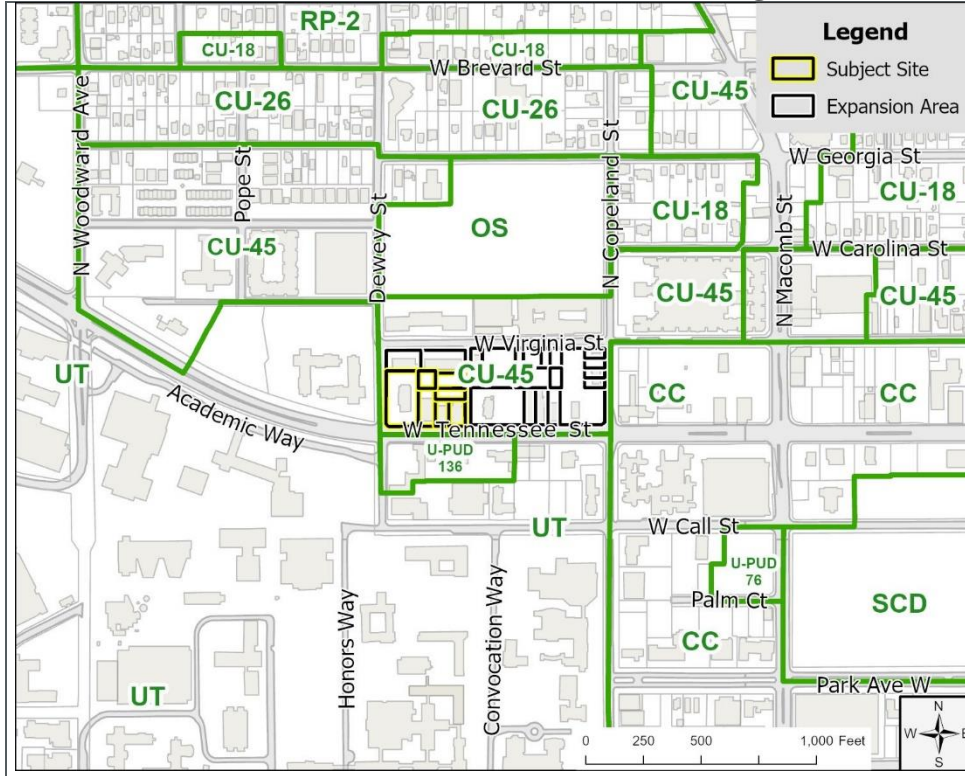 RP-2
CU-18
CU-18
W Brevard St
CU-26
CU-26
CU-45
Legend
Subject Site
Expansion Area
N Woodward Ave
Pope St
Dewey St
N Copeland St
W Georgia St
CU-18
CU-18
N Macomb St
W Carolina St
OS
CU-45
CU-45
CU-45
W Virginia St
CU-45
UT
Academic Way
CC
CC
W Tennessee St
U-PUD
136
UT
W Call St
U-PUD
76
Palm Ct
SCD
CC
Honors Way
Convocation Way
UT
Park Ave W
0 250 500 1,000 Feet
N
W E
S